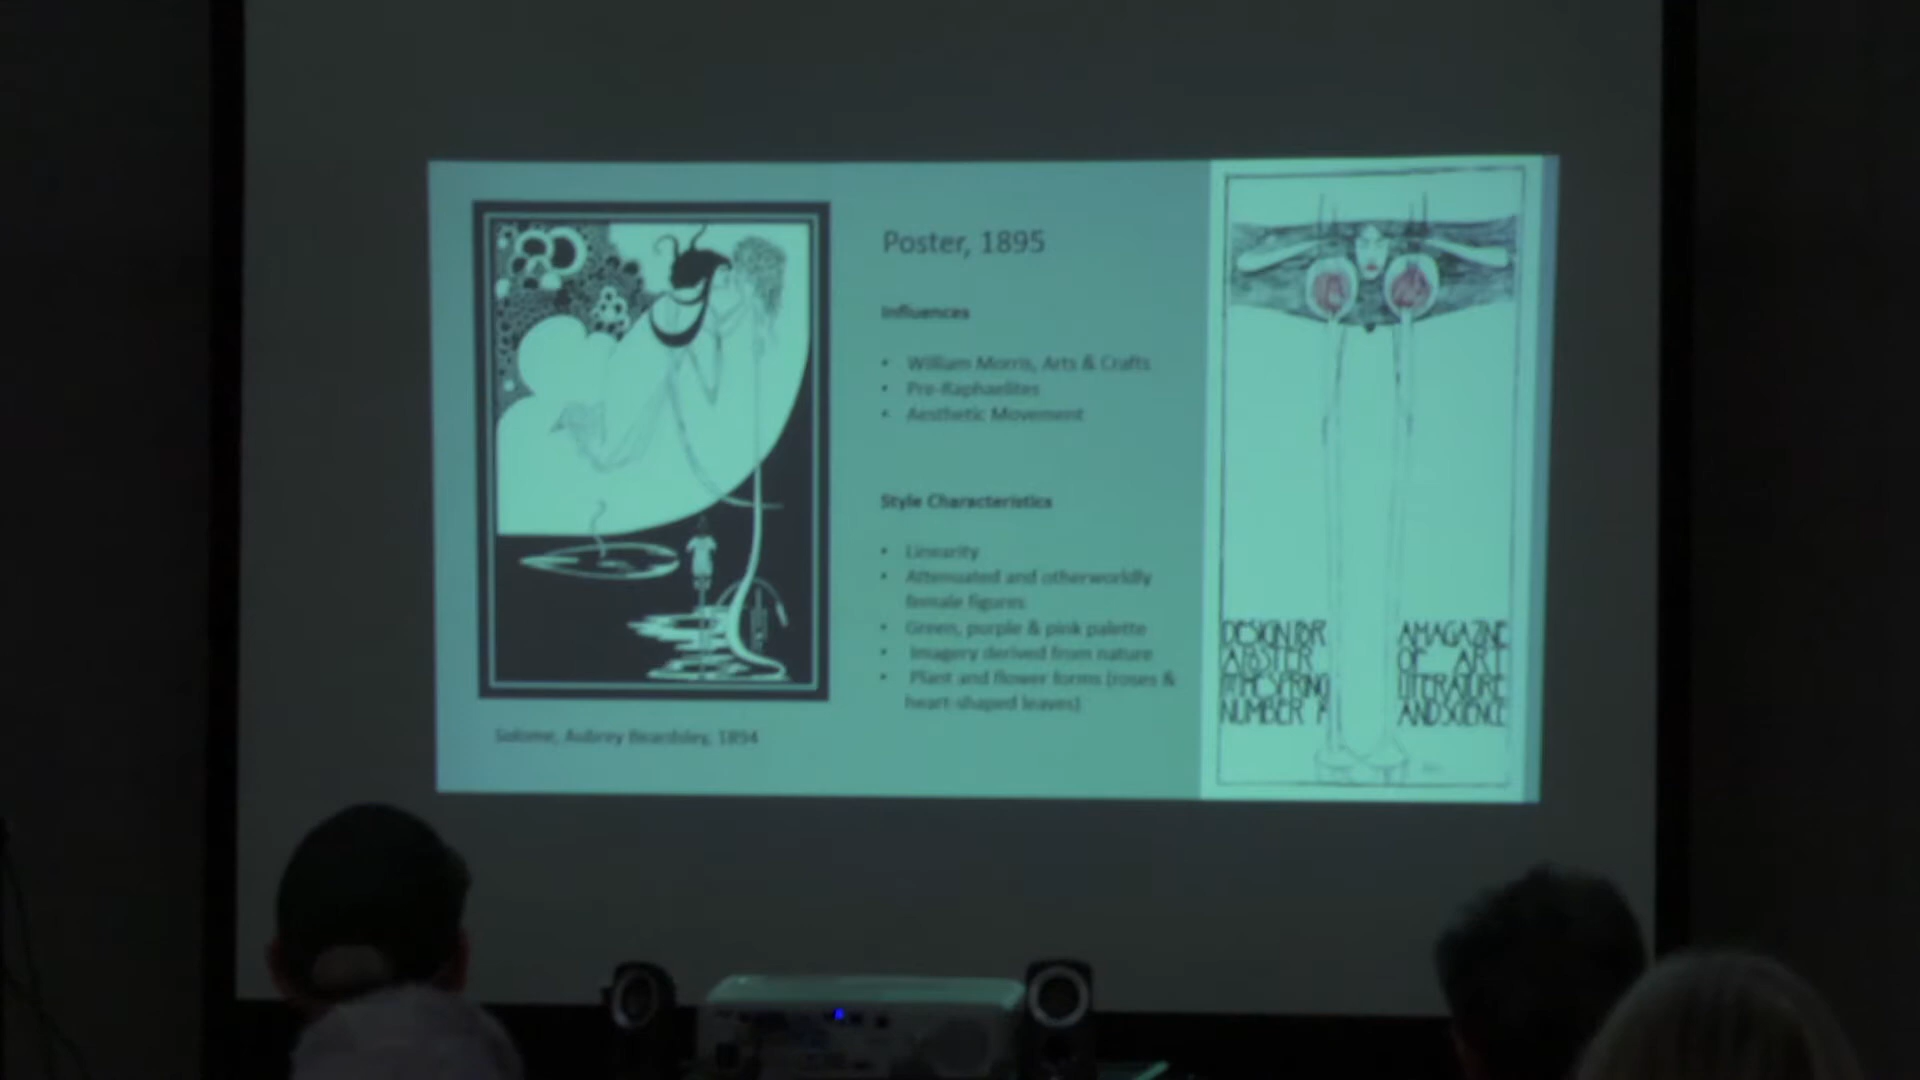 Poster, 1895
Influences
• William Morris, Arts & Crafts
• Pre-Raphaelites
• Aesthetic Movement
Style Characteristics
• Linearity
• Attenuated and otherworldly
female figures
• Green, purple & pink palette
• Imagery derived from nature
• Plant and flower forms (roses &
heart-shaped leaves)
Salome, Aubrey Beardsley, 1894
DESIGN FOR
A POSTER
NUMBER
A MAGAZINE
OF ART
LITERATURE
AND SCIENCE